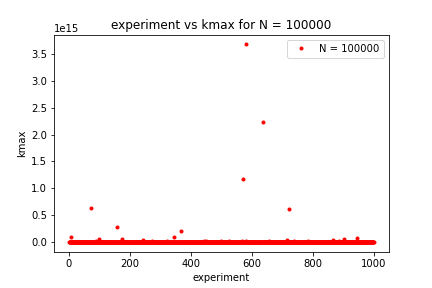 experiment vs kmax for N = 100000
1e15
N = 100000
3.5
3.0
2.5
2.0
1.5
1.0
0.5
0.0
kmax
0 200 400 600 800 1000
experiment